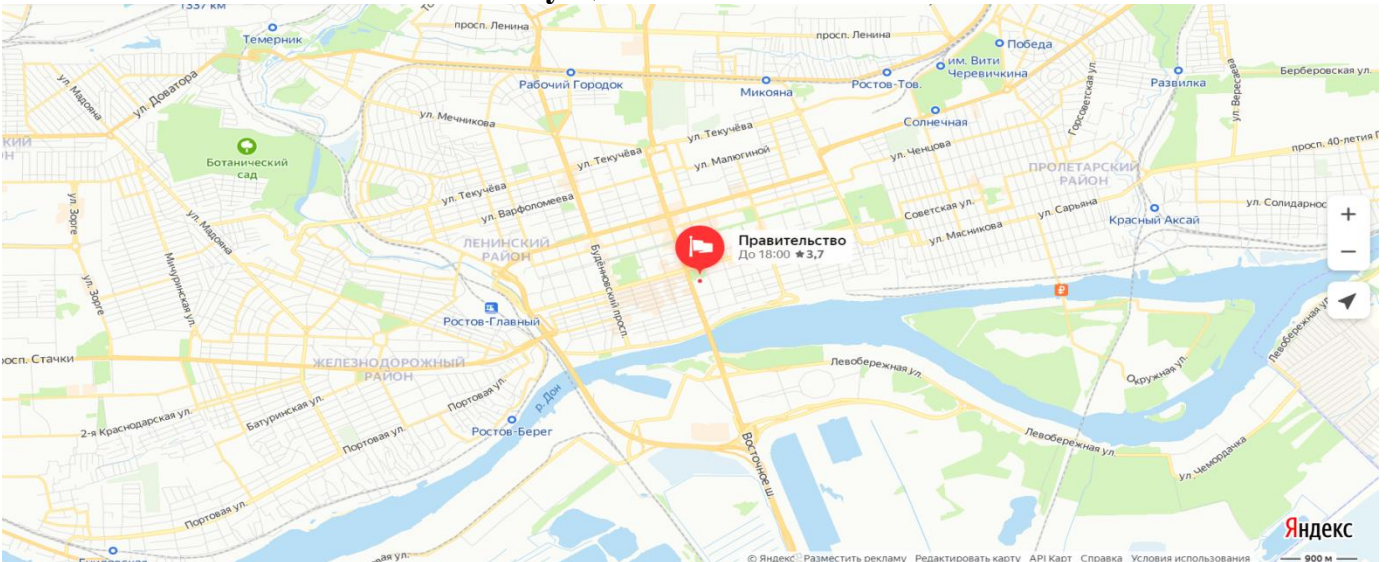 1337 км
просп. Ленина
просп. Ленина
Темерник
Победа
им. Вити
Черевичкина
ул. Мадояна
ул. Доватора
Рабочий Городок
Микояна
Ростов-Тов.
Развилка
Берберовская ул.
ул. Вересаева
Горсоветская ул.
ул. Мечникова
Солнечная
ул. Текучёва
ул. Текучёва
ул. Малюгиной
ул. Ченцова
просп. 40-летия
Ботанический
сад
ПРОЛЕТАРСКИЙ
РАЙОН
ул. Текучёва
ул. Варфоломеева
Советская ул.
ул. Сарьяна
Красный Аксай
ул. Зорге
ул. Мадояна
ул. Мясникова
ЛЕНИНСКИЙ
РАЙОН
Правительство
До 18:00 ★3,7
Мичуринская ул.
Будённовский просп.
ул. Зорге
Ростов-Главный
просп. Стачки
ЖЕЛЕЗНОДОРОЖНЫЙ
РАЙОН
Левобережная ул.
Левобережная ул.
Окружная ул.
Портовая ул.
р. Дон
2-я Краснодарская ул.
Батуринская ул.
Портовая ул.
Ростов-Берег
Восточное ш.
Левобережная ул.
ул. Чемордачка
Портовая ул.
Яндекс
© Яндекс Разместить рекламу Редактировать карту API Карт Справка Условия использования 900 м